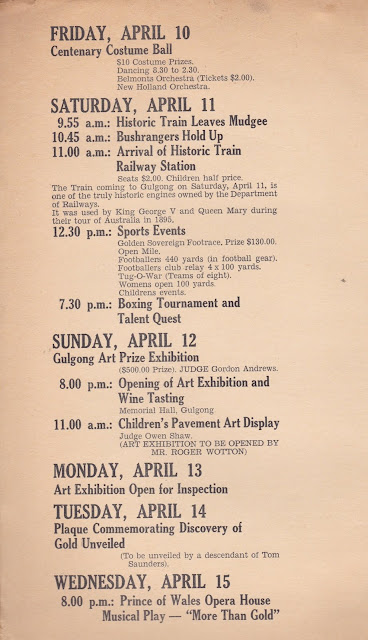 FRIDAY, APRIL 10
Centenary Costume Ball
$10 Costume Prizes.
Dancing 8.30 to 2.30.
Belmonts Orchestra (Tickets $2.00).
New Holland Orchestra.
SATURDAY, APRIL 11
9.55 a.m.: Historic Train Leaves Mudgee
10.45 a.m.: Bushrangers Hold Up
11.00 a.m.: Arrival of Historic Train
Railway Station
Seats $2.00. Children half price.
The Train coming to Gulgong on Saturday, April 11, is
one of the truly historic engines owned by the Department
of Railways.
It was used by King George V and Queen Mary during
their tour of Australia in 1895.
12.30 p.m.: Sports Events
Golden Sovereign Footrace, Prize $130.00.
Open Mile.
Footballers 440 yards (in football gear).
Footballers club relay 4 x 100 yards.
Tug-O-War (Teams of eight).
Womens open 100 yards.
Childrens events.
7.30 p.m.: Boxing Tournament and
Talent Quest
SUNDAY, APRIL 12
Gulgong Art Prize Exhibition
($500.00 Prize). JUDGE Gordon Andrews.
8.00 p.m.: Opening of Art Exhibition and
Wine Tasting
Memorial Hall, Gulgong
11.00 a.m.: Children's Pavement Art Display
Judge Owen Shaw.
(ART EXHIBITION TO BE OPENED BY
MR. ROGER WOTTON)
MONDAY, APRIL 13
Art Exhibition Open for Inspection
TUESDAY, APRIL 14
Plaque Commemorating Discovery of
Gold Unveiled
(To be unveiled by a descendant of Tom
Saunders).
WEDNESDAY, APRIL 15
8.00 p.m.: Prince of Wales Opera House
Musical Play — "More Than Gold"